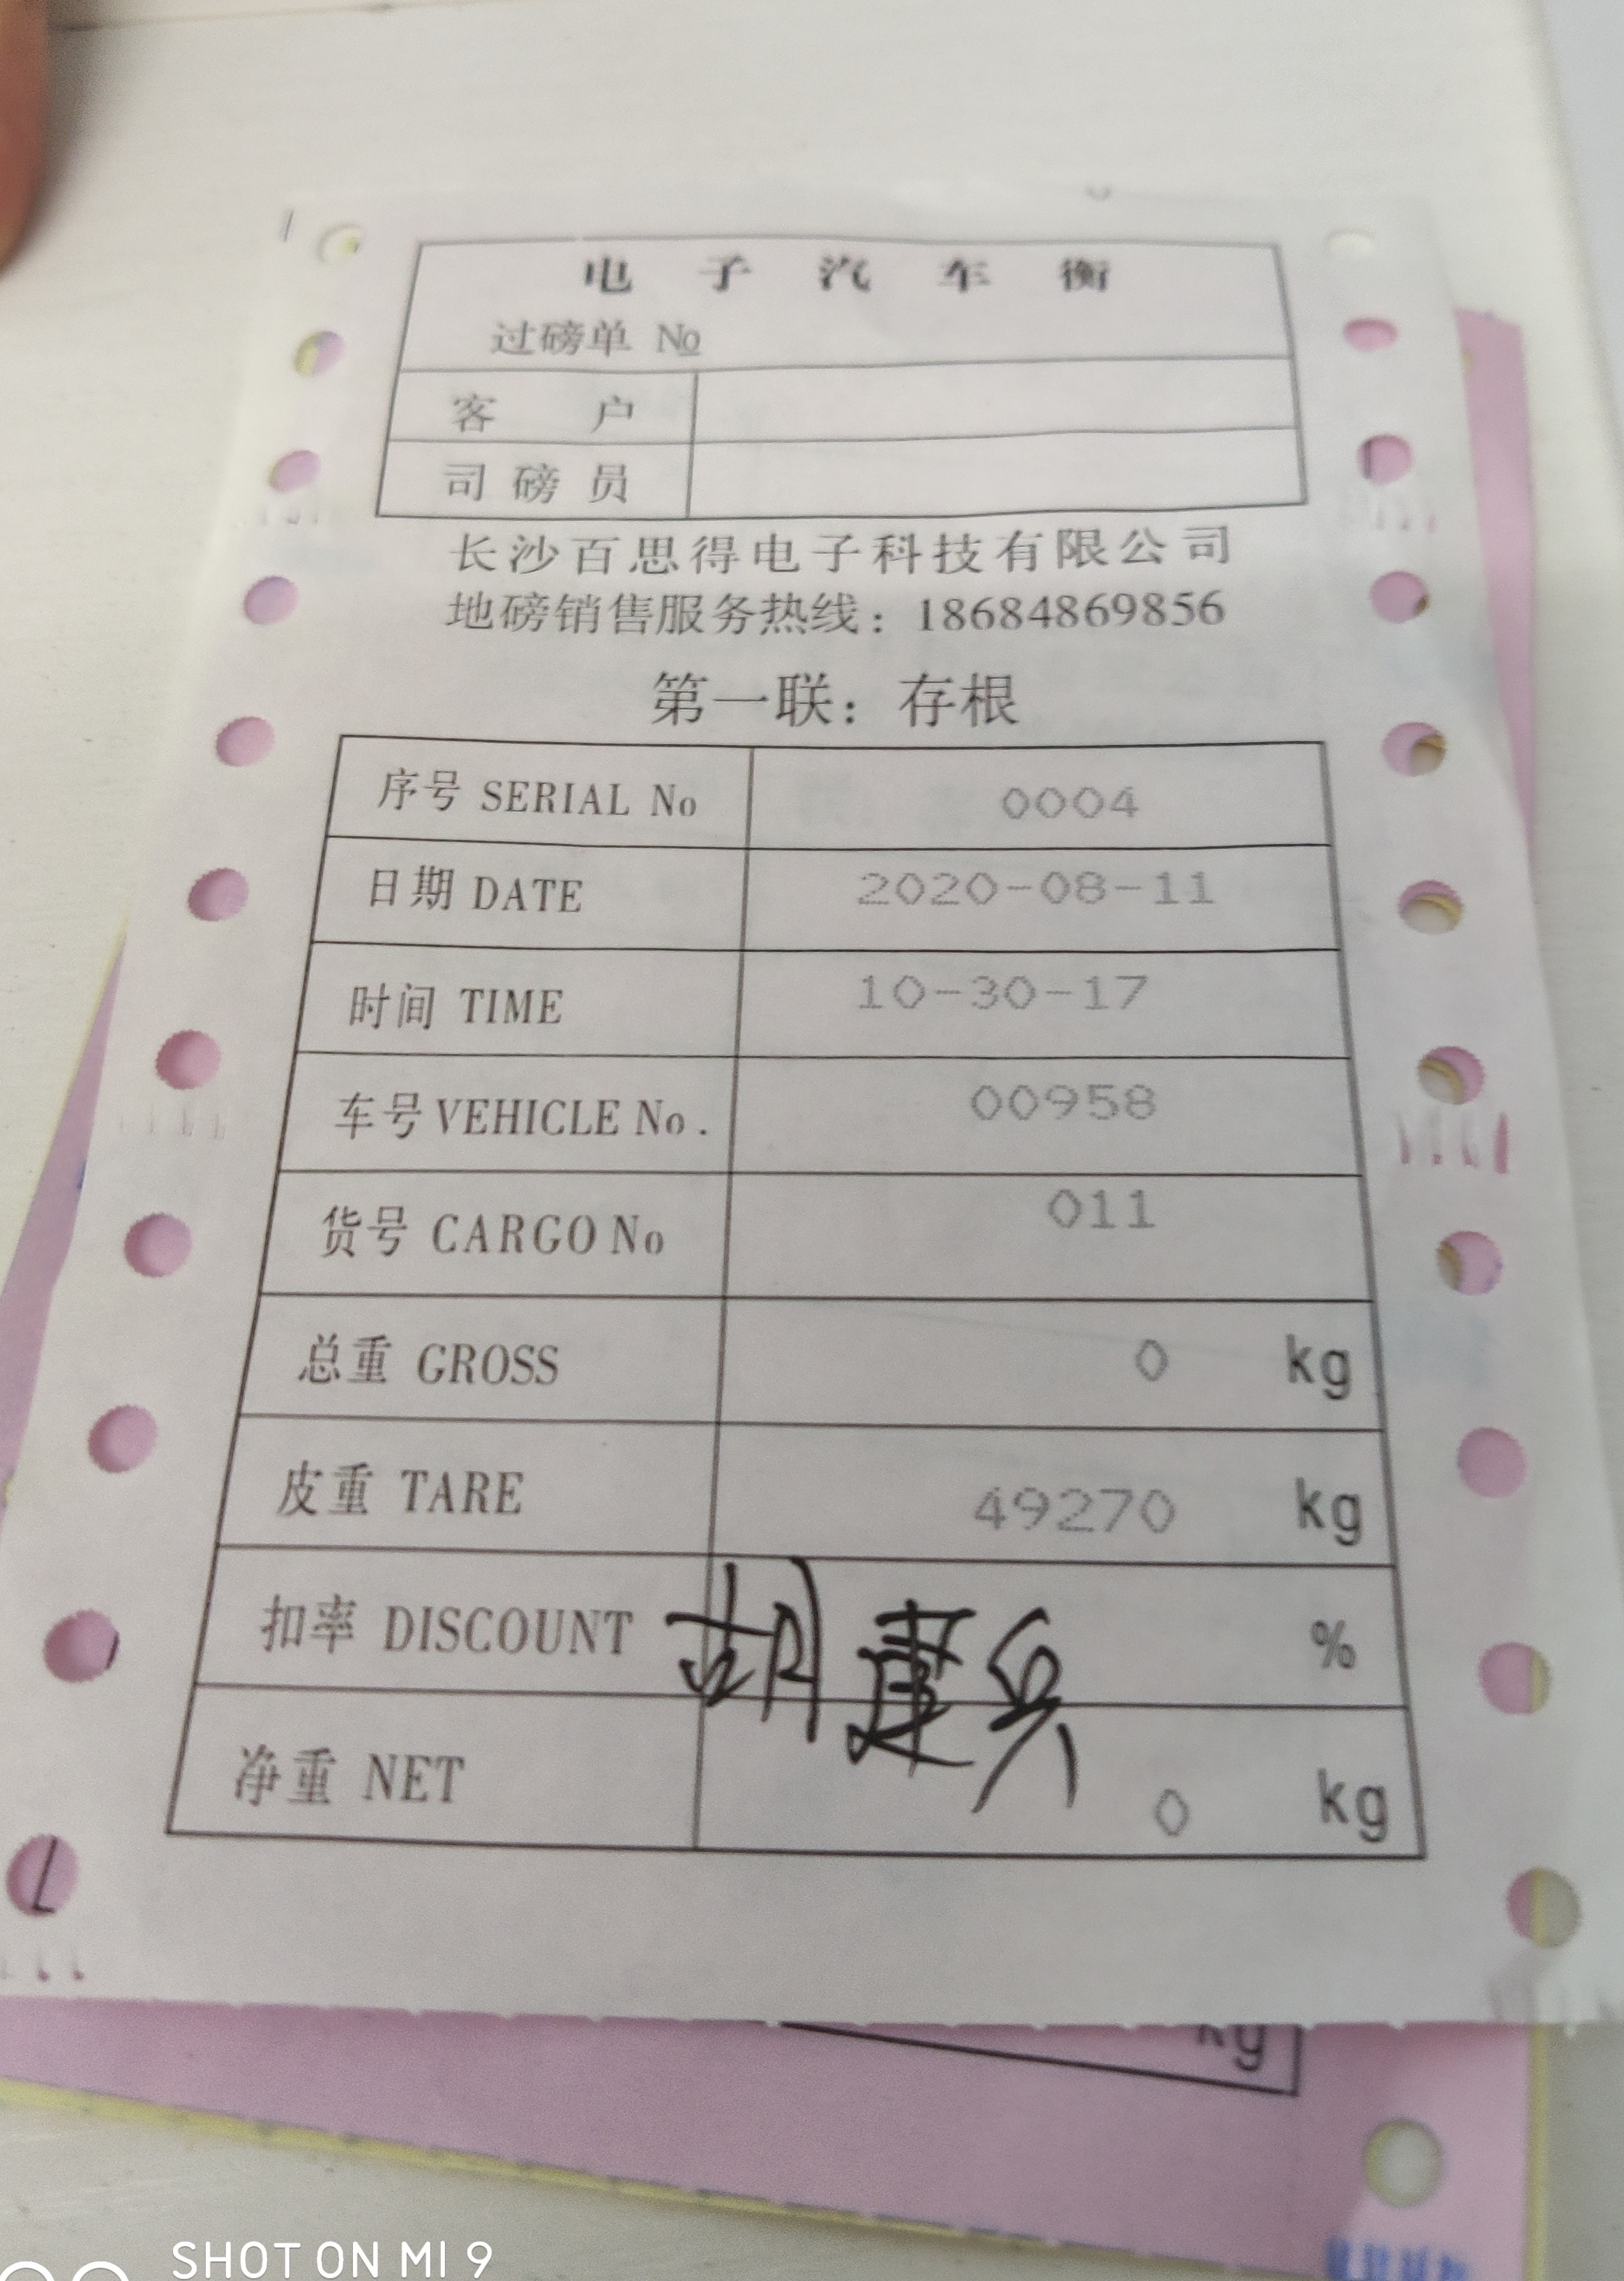 电子汽车衡
过磅单 №
客户
司磅员
长沙百思得电子科技有限公司
地磅销售服务热线：18684869856
第一联：存根
序号 SERIAL No 0004
日期 DATE 2020-08-11
时间 TIME 10-30-17
车号 VEHICLE No. 00958
货号 CARGO No 011
总重 GROSS 0 kg
皮重 TARE 49270 kg
扣率 DISCOUNT %
胡建兵
净重 NET 0 kg
kg
SHOT ON MI 9